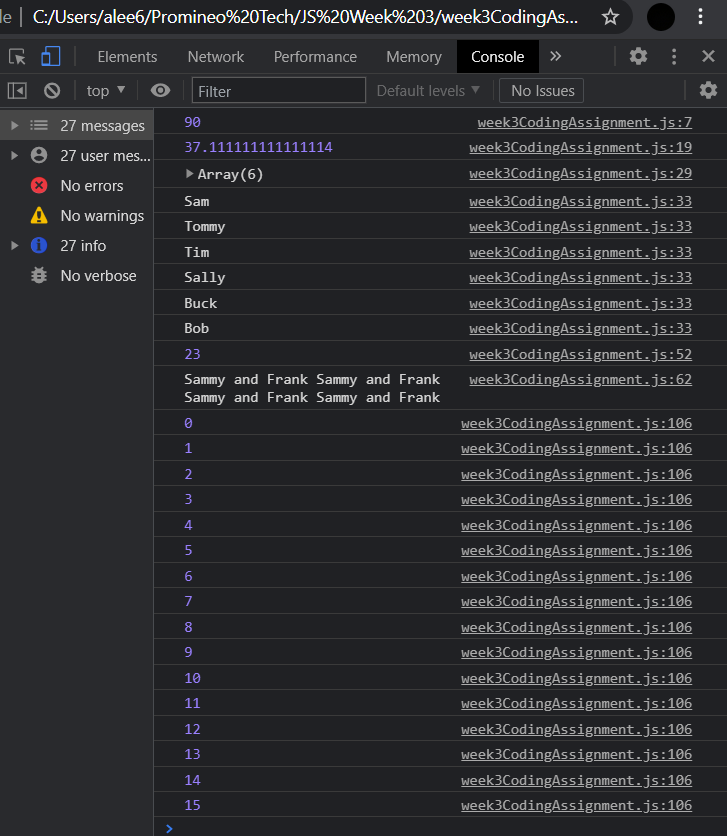 le C:/Users/alee6/Promineo%20Tech/JS%20Week%203/week3CodingAs...
Elements Network Performance Memory Console »
top ▼ Filter Default levels ▼ No Issues
27 messages
27 user mes...
No errors
No warnings
27 info
No verbose
90 week3CodingAssignment.js:7
37.111111111111114 week3CodingAssignment.js:19
▶ Array(6) week3CodingAssignment.js:29
Sam week3CodingAssignment.js:33
Tommy week3CodingAssignment.js:33
Tim week3CodingAssignment.js:33
Sally week3CodingAssignment.js:33
Buck week3CodingAssignment.js:33
Bob week3CodingAssignment.js:33
23 week3CodingAssignment.js:52
Sammy and Frank Sammy and Frank week3CodingAssignment.js:62
Sammy and Frank Sammy and Frank
0 week3CodingAssignment.js:106
1 week3CodingAssignment.js:106
2 week3CodingAssignment.js:106
3 week3CodingAssignment.js:106
4 week3CodingAssignment.js:106
5 week3CodingAssignment.js:106
6 week3CodingAssignment.js:106
7 week3CodingAssignment.js:106
8 week3CodingAssignment.js:106
9 week3CodingAssignment.js:106
10 week3CodingAssignment.js:106
11 week3CodingAssignment.js:106
12 week3CodingAssignment.js:106
13 week3CodingAssignment.js:106
14 week3CodingAssignment.js:106
15 week3CodingAssignment.js:106